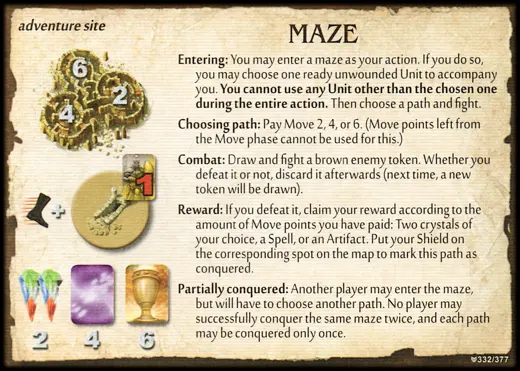 adventure site
MAZE
6
2
4
Entering: You may enter a maze as your action. If you do so,
you may choose one ready unwounded Unit to accompany
you. You cannot use any Unit other than the chosen one
during the entire action. Then choose a path and fight.
Choosing path: Pay Move 2, 4, or 6. (Move points left from
the Move phase cannot be used for this.)
Combat: Draw and fight a brown enemy token. Whether you
defeat it or not, discard it afterwards (next time, a new
token will be drawn).
1
+
Reward: If you defeat it, claim your reward according to the
amount of Move points you have paid: Two crystals of
your choice, a Spell, or an Artifact. Put your Shield on
the corresponding spot on the map to mark this path as
conquered.
Partially conquered: Another player may enter the maze,
but will have to choose another path. No player may
successfully conquer the same maze twice, and each path
may be conquered only once.
2 4 6
332/377